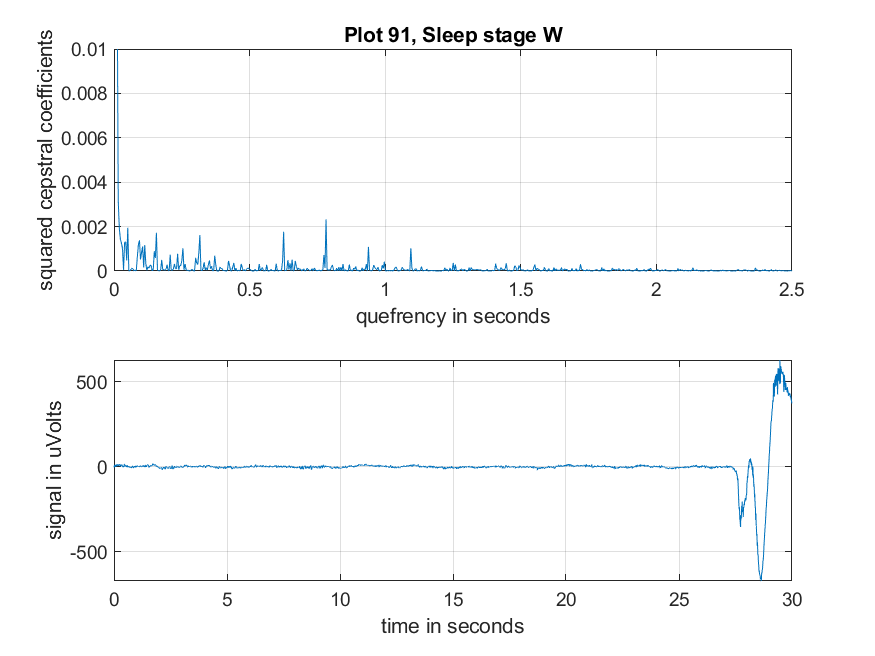 Plot 91, Sleep stage W
squared cepstral coefficients
0.01
0.008
0.006
0.004
0.002
0
0 0.5 1 1.5 2 2.5
quefrency in seconds
signal in uVolts
500
0
-500
0 5 10 15 20 25 30
time in seconds